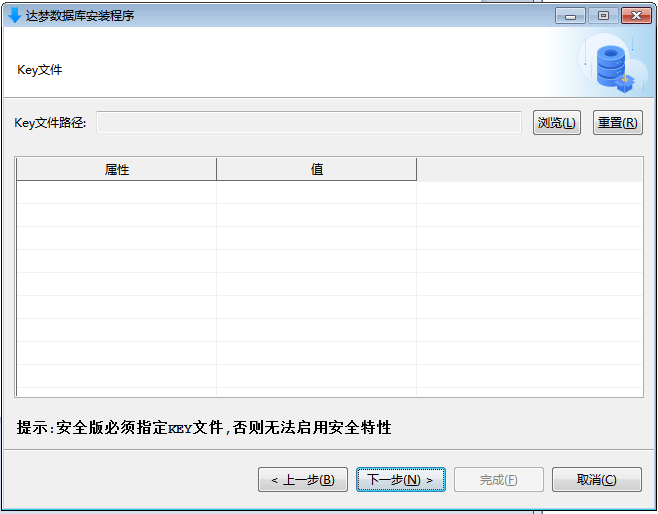 达梦数据库安装程序
Key文件
Key文件路径:
浏览(L)
重置(R)
属性
值
提示:安全版必须指定KEY文件,否则无法启用安全特性
< 上一步(B)
下一步(N) >
完成(F)
取消(C)